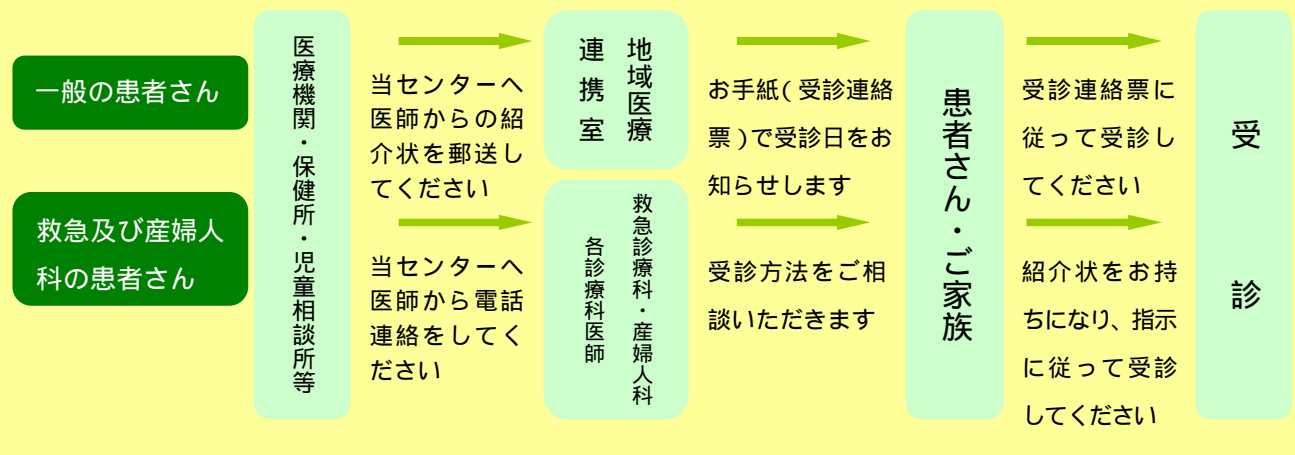 一般の患者さん
救急及び産婦人
科の患者さん
医療機関・保健所・児童相談所等
当センターへ
医師からの紹
介状を郵送し
てください
当センターへ
医師から電話
連絡をしてく
ださい
地域医療
連携室
救急診療科・産婦人科
各診療科医師
お手紙(受診連絡
票)で受診日をお
知らせします
受診方法をご相
談いただきます
患者さん・ご家族
受診連絡票に
従って受診し
てください
紹介状をお持
ちになり、指示
に従って受診
してください
受診